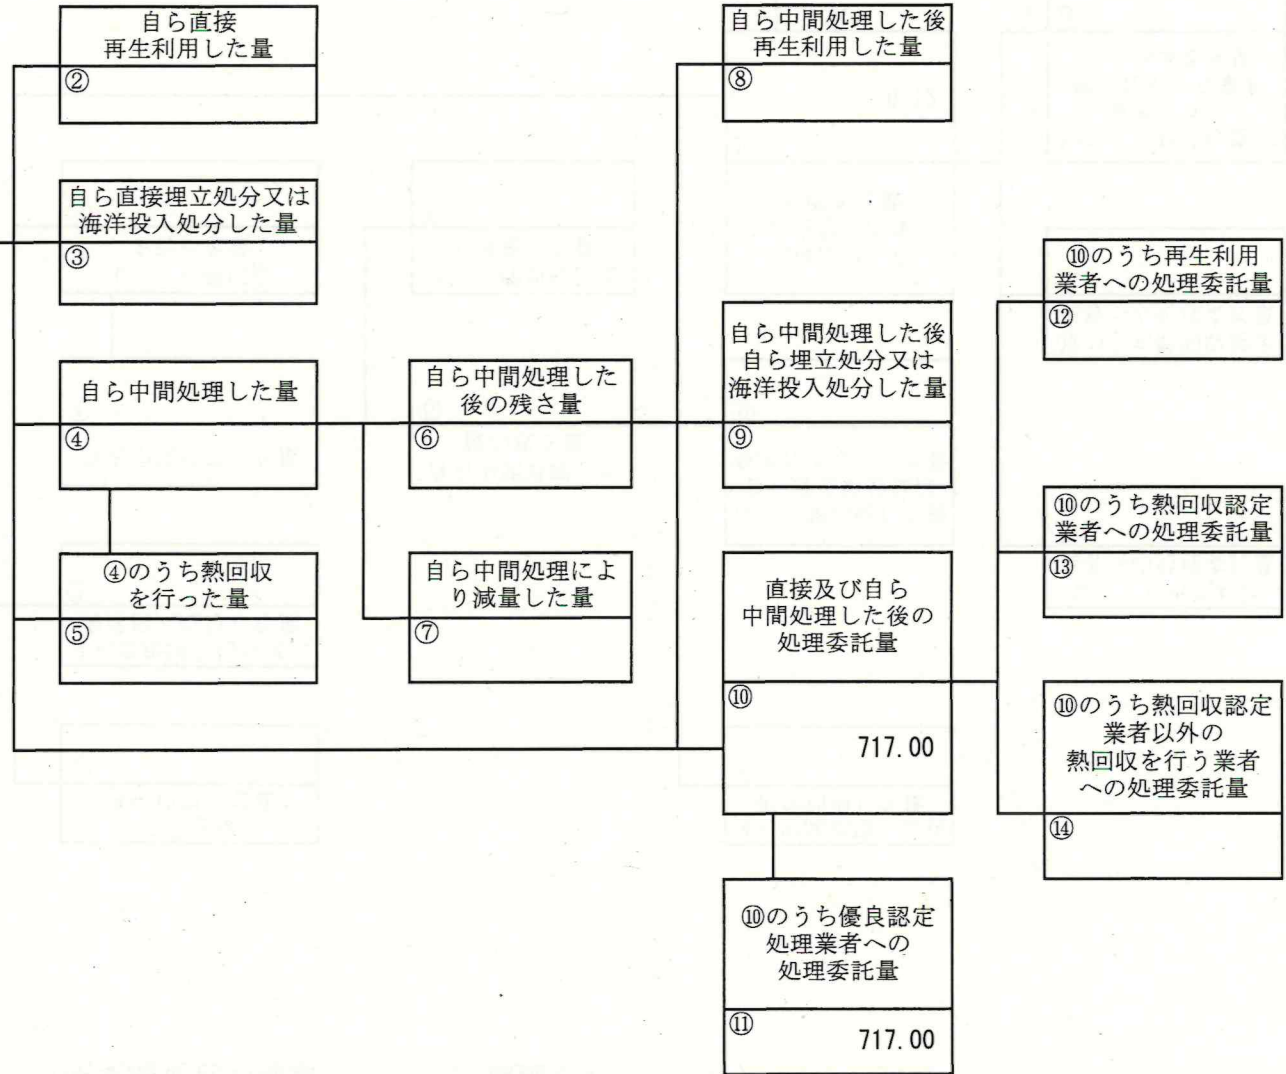 自ら直接
再生利用した量
②
自ら直接埋立処分又は
海洋投入処分した量
③
自ら中間処理した量
④
④のうち熱回収
を行った量
⑤
自ら中間処理した
後の残さ量
⑥
自ら中間処理によ
り減量した量
⑦
自ら中間処理した後
再生利用した量
⑧
自ら中間処理した後
自ら埋立処分又は
海洋投入処分した量
⑨
直接及び自ら
中間処理した後の
処理委託量
⑩
717.00
⑩のうち優良認定
処理業者への
処理委託量
⑪
717.00
⑩のうち再生利用
業者への処理委託量
⑫
⑩のうち熱回収認定
業者への処理委託量
⑬
⑩のうち熱回収認定
業者以外の
熱回収を行う業者
への処理委託量
⑭